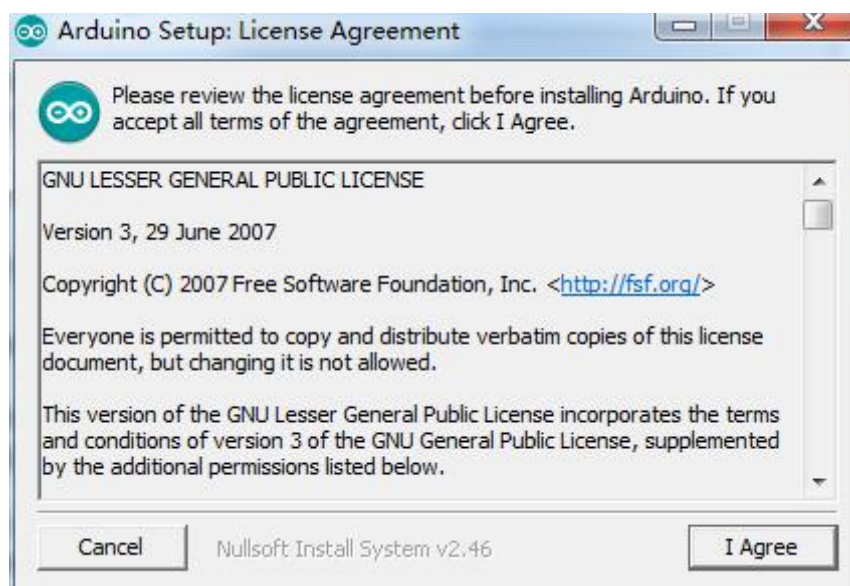 Arduino Setup: License Agreement
Please review the license agreement before installing Arduino. If you
accept all terms of the agreement, click I Agree.
GNU LESSER GENERAL PUBLIC LICENSE
Version 3, 29 June 2007
Copyright (C) 2007 Free Software Foundation, Inc. <http://fsf.org/>
Everyone is permitted to copy and distribute verbatim copies of this license
document, but changing it is not allowed.
This version of the GNU Lesser General Public License incorporates the terms
and conditions of version 3 of the GNU General Public License, supplemented
by the additional permissions listed below.
Cancel Nullsoft Install System v2.46 I Agree